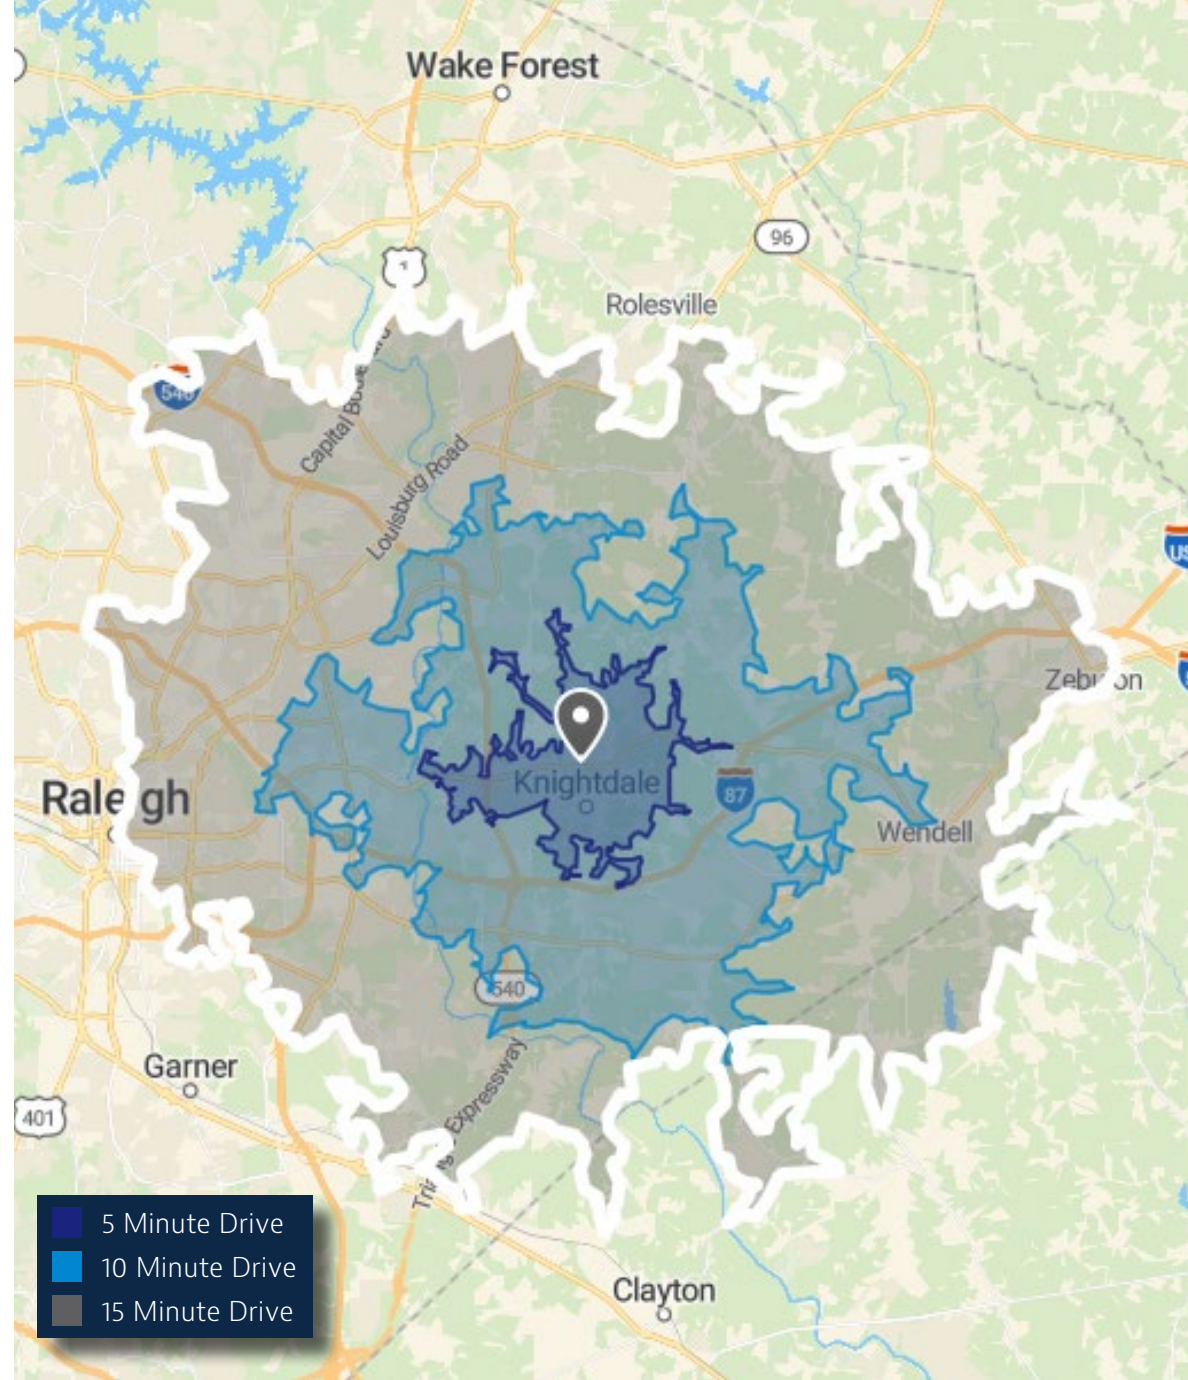 Wake Forest
96
1
Rolesville
540
Capital
Louisburg Road
US
Zebu on
Knightdale
87
Rale gh
Wendell
540
Garner
401
Expressway
Clayton
5 Minute Drive
10 Minute Drive
15 Minute Drive